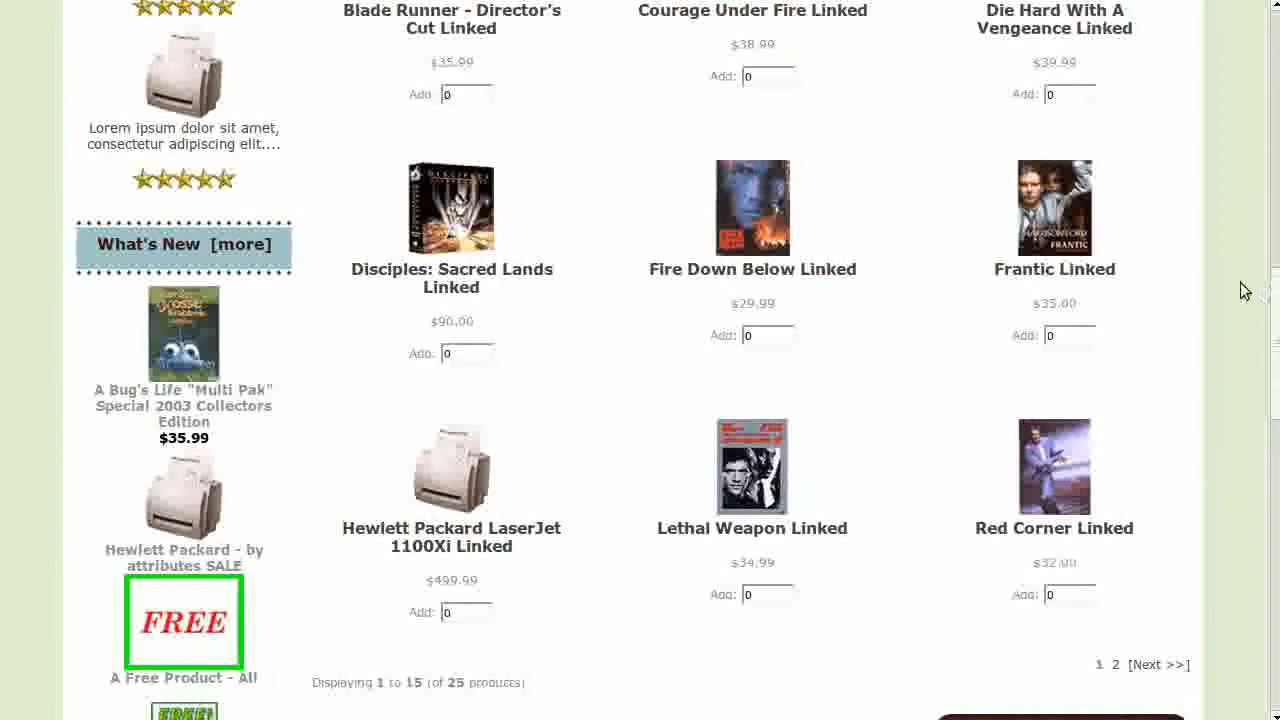 Lorem ipsum dolor sit amet,
consectetur adipiscing elit....
What's New [more]
A Bug's Life "Multi Pak"
Special 2003 Collectors
Edition
$35.99
Hewlett Packard - by
attributes SALE
FREE
A Free Product - All
FREE!
Blade Runner - Director's
Cut Linked
$35.99
Add: 0
Courage Under Fire Linked
$38.99
Add: 0
Die Hard With A
Vengeance Linked
$39.99
Add: 0
DISCIPLES
Disciples: Sacred Lands
Linked
$90.00
Add: 0
Fire Down Below Linked
$29.99
Add: 0
HARRISON FORD
FRANTIC
Frantic Linked
$35.00
Add: 0
Hewlett Packard LaserJet
1100Xi Linked
$499.99
Add: 0
Lethal Weapon Linked
$34.99
Add: 0
Red Corner Linked
$32.00
Add: 0
1 2 [Next >>]
Displaying 1 to 15 (of 25 products)